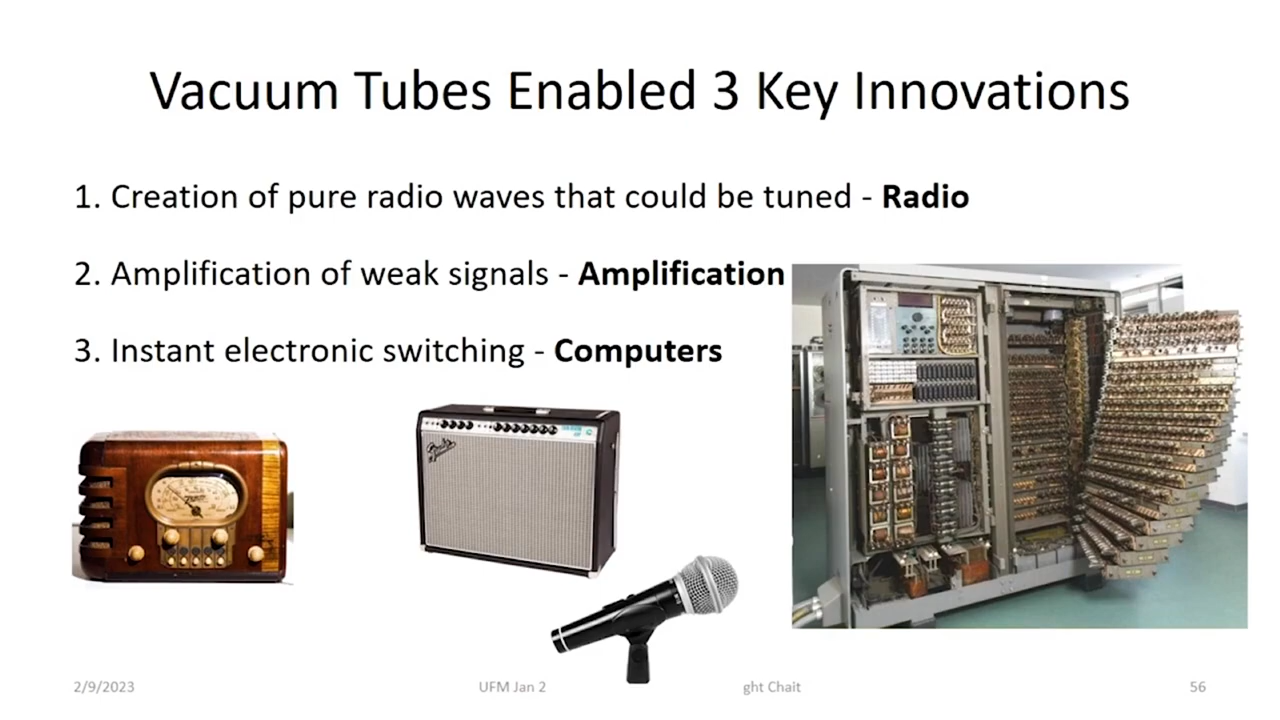 Vacuum Tubes Enabled 3 Key Innovations
1. Creation of pure radio waves that could be tuned - Radio
2. Amplification of weak signals - Amplification
3. Instant electronic switching - Computers
Fender
2/9/2023
UFM Jan 2
ght Chait
56